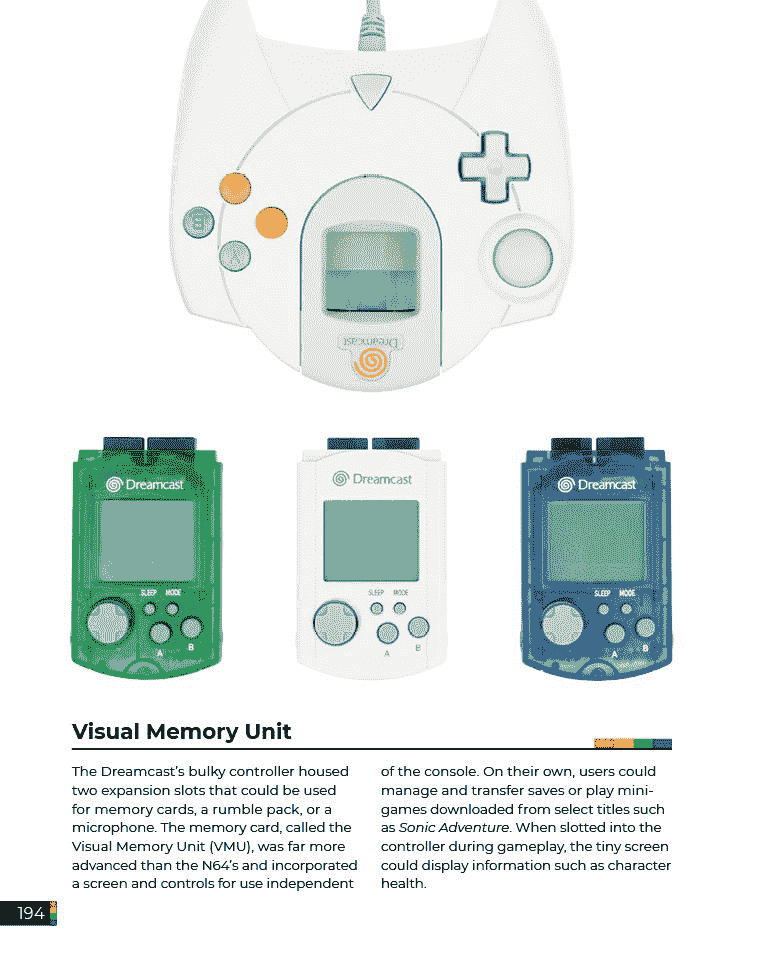 B
A
Dreamcast
Dreamcast
SLEEP MODE
A
B
Dreamcast
SLEEP MODE
A
B
Dreamcast
SLEEP MODE
A
B
Visual Memory Unit
The Dreamcast's bulky controller housed
two expansion slots that could be used
for memory cards, a rumble pack, or a
microphone. The memory card, called the
Visual Memory Unit (VMU), was far more
advanced than the N64's and incorporated
a screen and controls for use independent
of the console. On their own, users could
manage and transfer saves or play mini-
games downloaded from select titles such
as Sonic Adventure. When slotted into the
controller during gameplay, the tiny screen
could display information such as character
health.
194